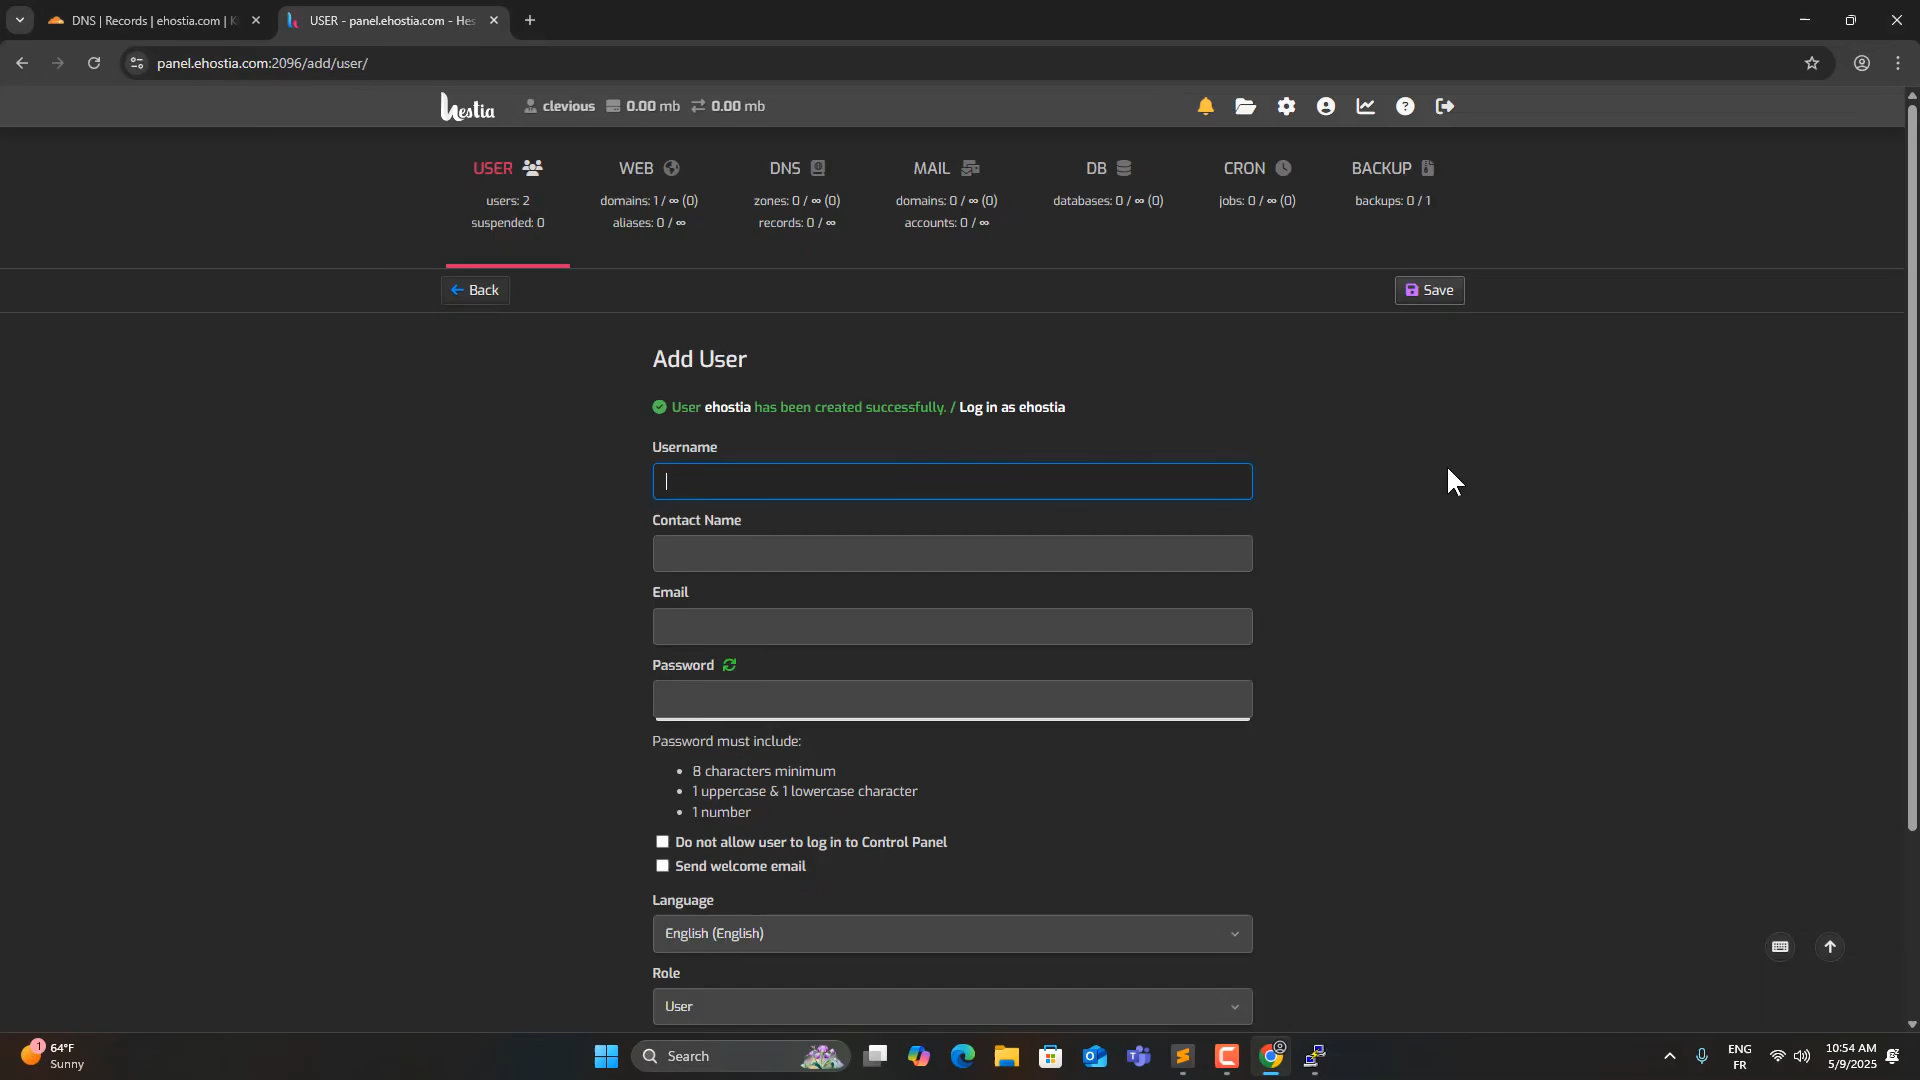 DNS | Records | ehostia.com |
USER - panel.ehostia.com - Hes
panel.ehostia.com:2096/add/user/
hestia
clevious 0.00 mb 0.00 mb
USER
users: 2
suspended: 0
WEB
domains: 1 / ∞ (0)
aliases: 0 / ∞
DNS
zones: 0 / ∞ (0)
records: 0 / ∞
MAIL
domains: 0 / ∞ (0)
accounts: 0 / ∞
DB
databases: 0 / ∞ (0)
CRON
jobs: 0 / ∞ (0)
BACKUP
backups: 0 / 1
Back
Save
Add User
User ehostia has been created successfully. / Log in as ehostia
Username
Contact Name
Email
Password
Password must include:
8 characters minimum
1 uppercase & 1 lowercase character
1 number
Do not allow user to log in to Control Panel
Send welcome email
Language
English (English)
Role
User
1
64°F
Sunny
Search
ENG
FR
10:54 AM
5/9/2025